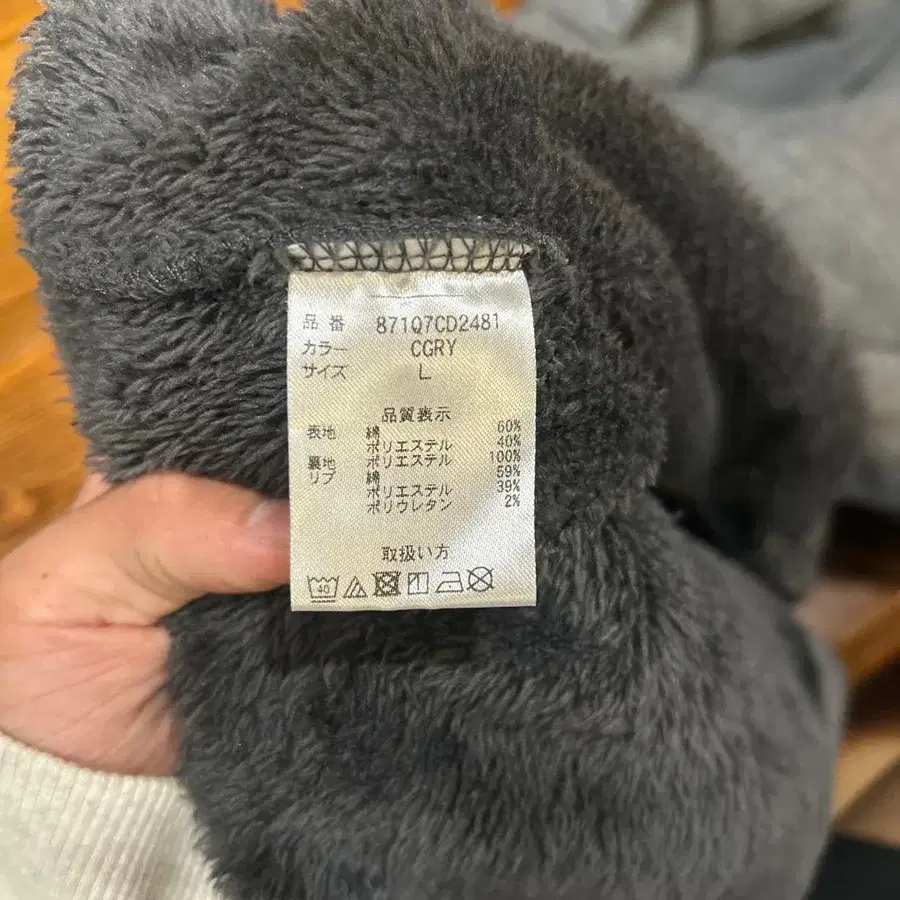 品番 871Q7CD2481
カラー CGRY
サイズ L
品質表示
表地 綿 60%
ポリエステル 40%
裏地 ポリエステル 100%
リブ 綿 59%
ポリエステル 39%
ポリウレタン 2%
取扱い方
40